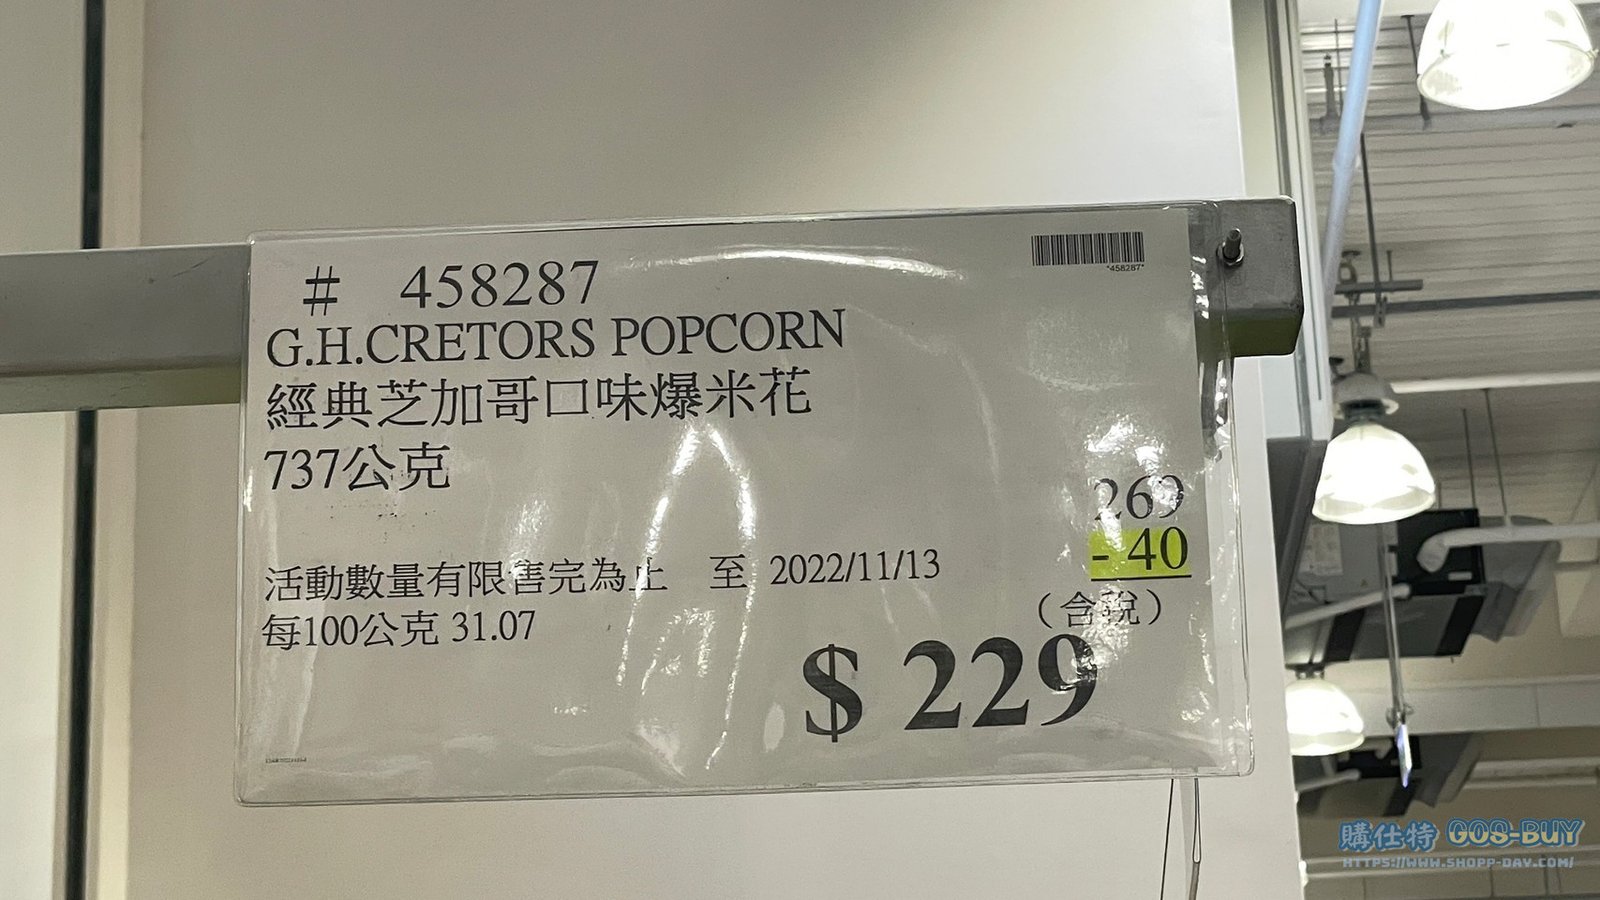 *458287*
# 458287
G.H.CRETORS POPCORN
經典芝加哥口味爆米花
737公克
269
- 40
活動數量有限售完為止 至 2022/11/13
(含稅)
每100公克 31.07
$ 229
購仕特 GOS-BUY
HTTPS://WWW.SHOPP-DAY.COM/